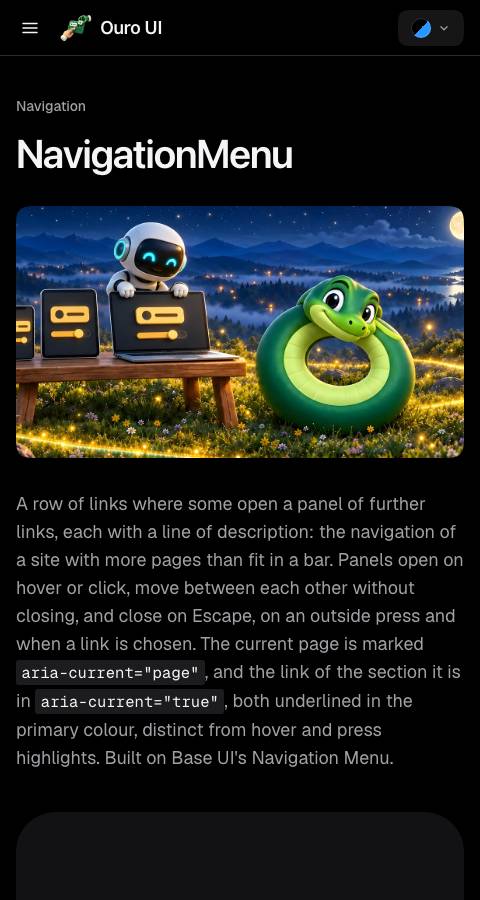 Ouro UI
Navigation
NavigationMenu
A row of links where some open a panel of further
links, each with a line of description: the navigation of
a site with more pages than fit in a bar. Panels open on
hover or click, move between each other without
closing, and close on Escape, on an outside press and
when a link is chosen. The current page is marked
aria-current="page", and the link of the section it is
in aria-current="true", both underlined in the
primary colour, distinct from hover and press
highlights. Built on Base UI's Navigation Menu.